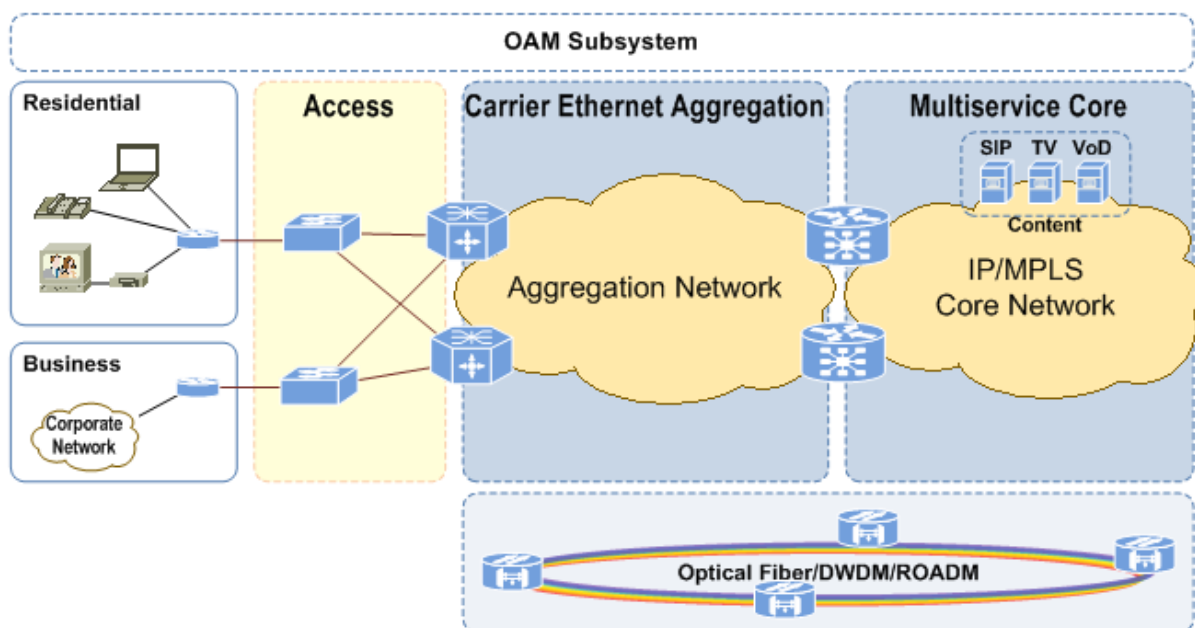 OAM Subsystem
Residential
Access
Carrier Ethernet Aggregation
Multiservice Core
SIP TV VoD
Content
Aggregation Network
IP/MPLS
Core Network
Business
Corporate
Network
Optical Fiber/DWDM/ROADM